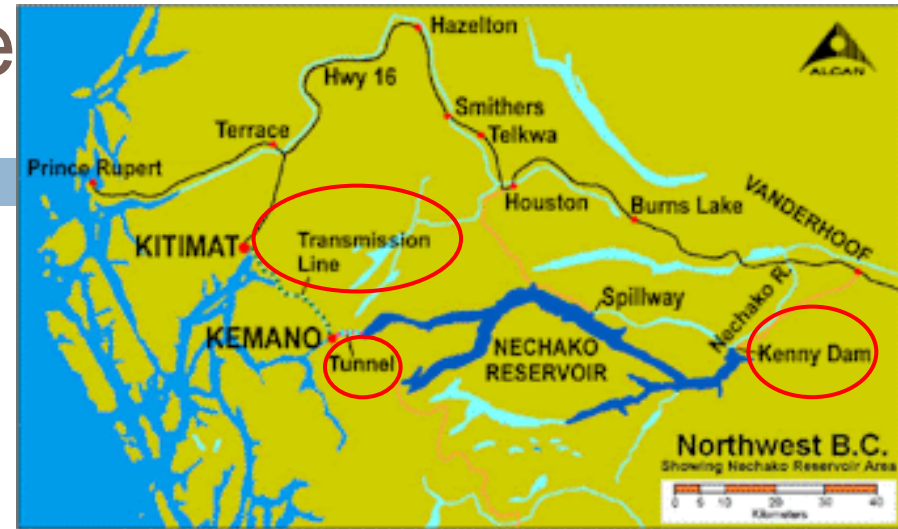 e
Hazelton
ALCAN
Hwy 16
Smithers
Terrace
Telkwa
Prince Rupert
Houston
Burns Lake
VANDERHOOF
KITIMAT
Transmission
Line
Spillway
Nechako R.
KEMANO
Tunnel
NECHAKO
RESERVOIR
Kenny Dam
Northwest B.C.
Showing Nechako Reservoir Area
0 5 10 20 30 40
Kilometers